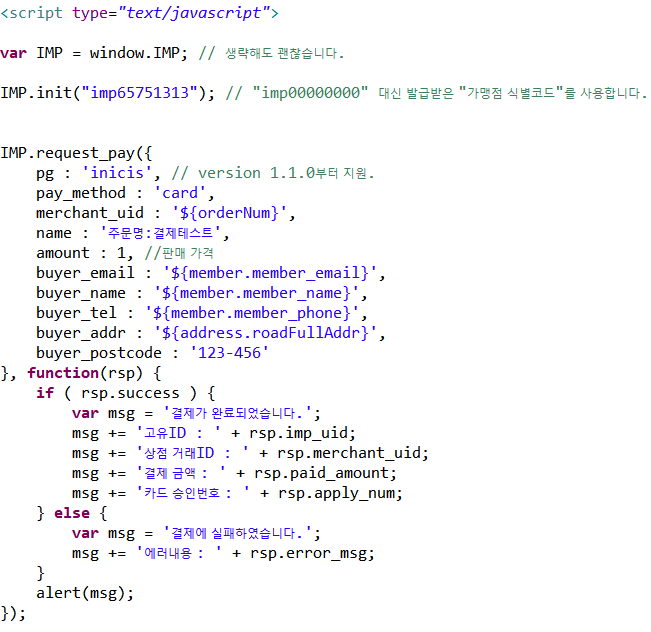 <script type="text/javascript">
var IMP = window.IMP; // 생략해도 괜찮습니다.
IMP.init("imp65751313"); // "imp00000000" 대신 발급받은 "가맹점 식별코드"를 사용합니다.
IMP.request_pay({
pg : 'inicis', // version 1.1.0부터 지원.
pay_method : 'card',
merchant_uid : '${orderNum}',
name : '주문명:결제테스트',
amount : 1, //판매 가격
buyer_email : '${member.member_email}',
buyer_name : '${member.member_name}',
buyer_tel : '${member.member_phone}',
buyer_addr : '${address.roadFullAddr}',
buyer_postcode : '123-456'
}, function(rsp) {
if ( rsp.success ) {
var msg = '결제가 완료되었습니다.';
msg += '고유ID : ' + rsp.imp_uid;
msg += '상점 거래ID : ' + rsp.merchant_uid;
msg += '결제 금액 : ' + rsp.paid_amount;
msg += '카드 승인번호 : ' + rsp.apply_num;
} else {
var msg = '결제에 실패하였습니다.';
msg += '에러내용 : ' + rsp.error_msg;
}
alert(msg);
});